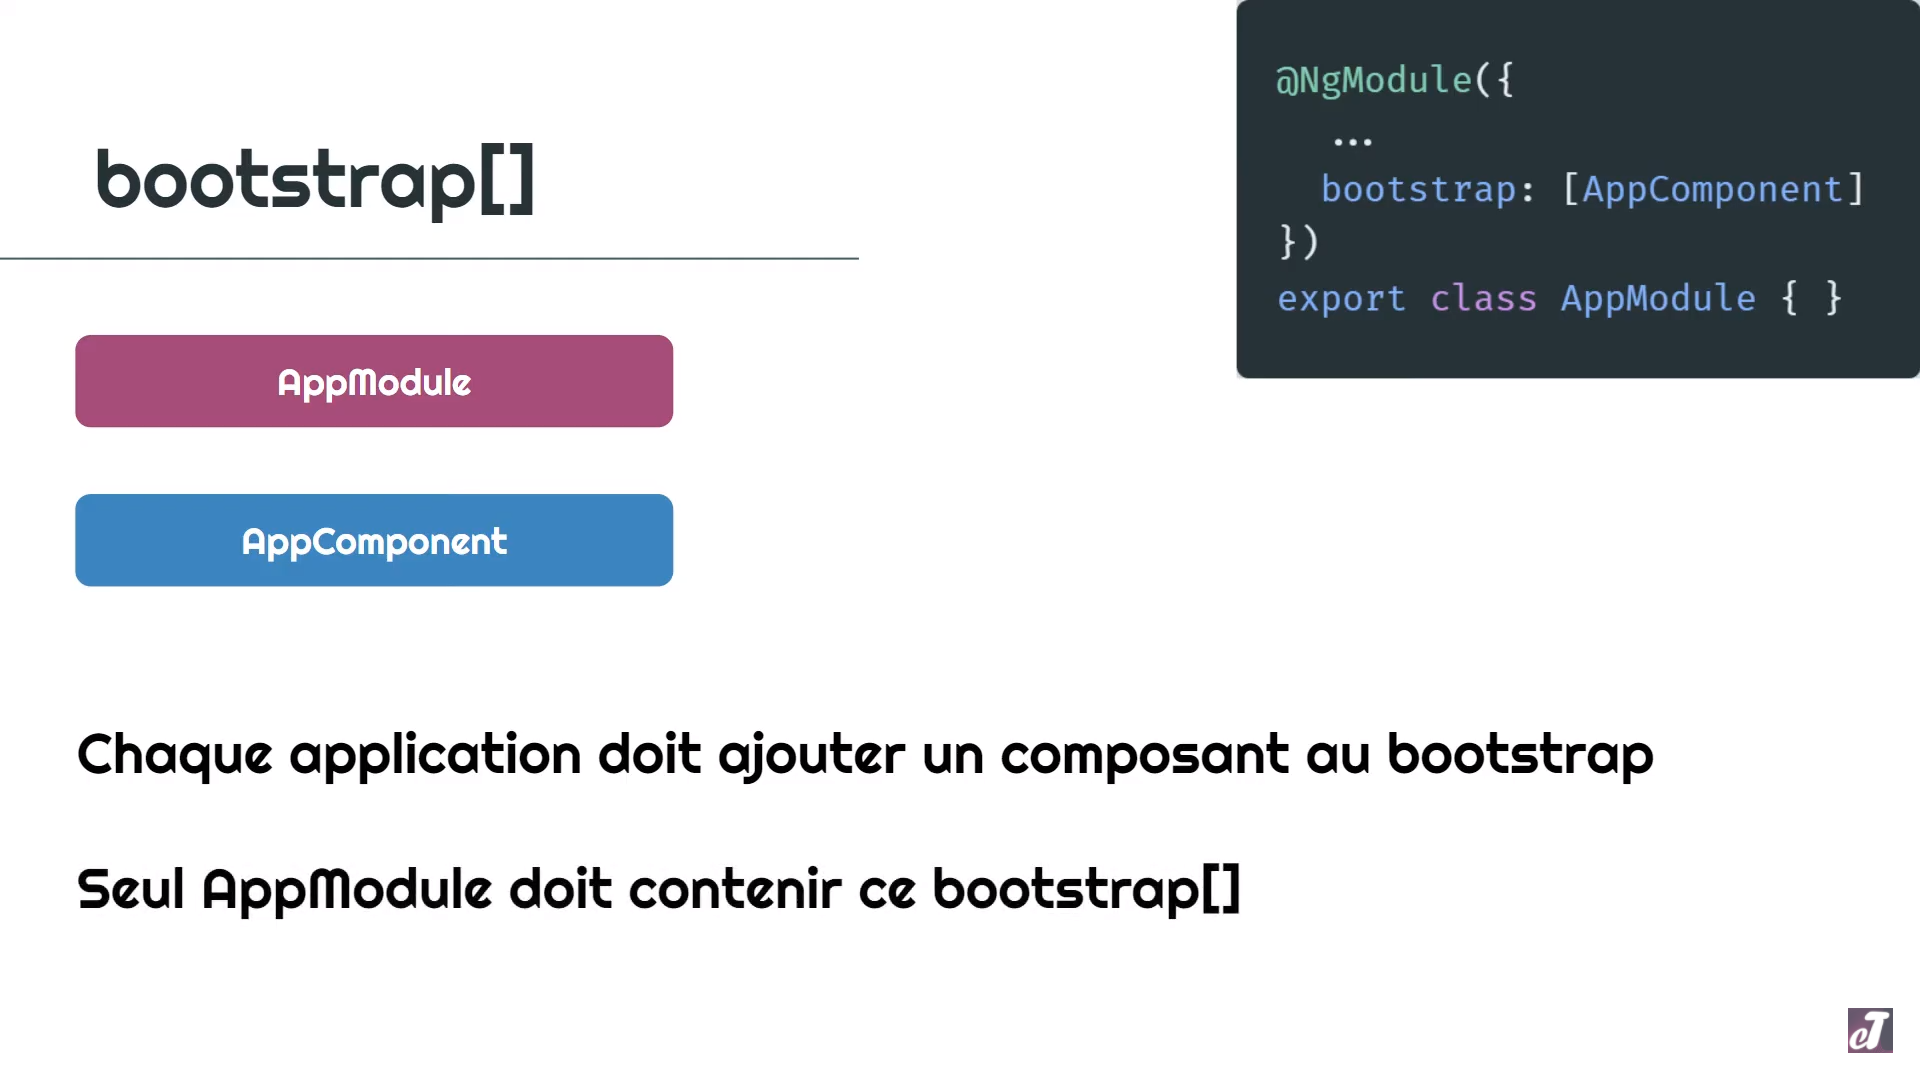 bootstrap[]
@NgModule({
...
bootstrap: [AppComponent]
})
export class AppModule { }
AppModule
AppComponent
Chaque application doit ajouter un composant au bootstrap
Seul AppModule doit contenir ce bootstrap[]
cT